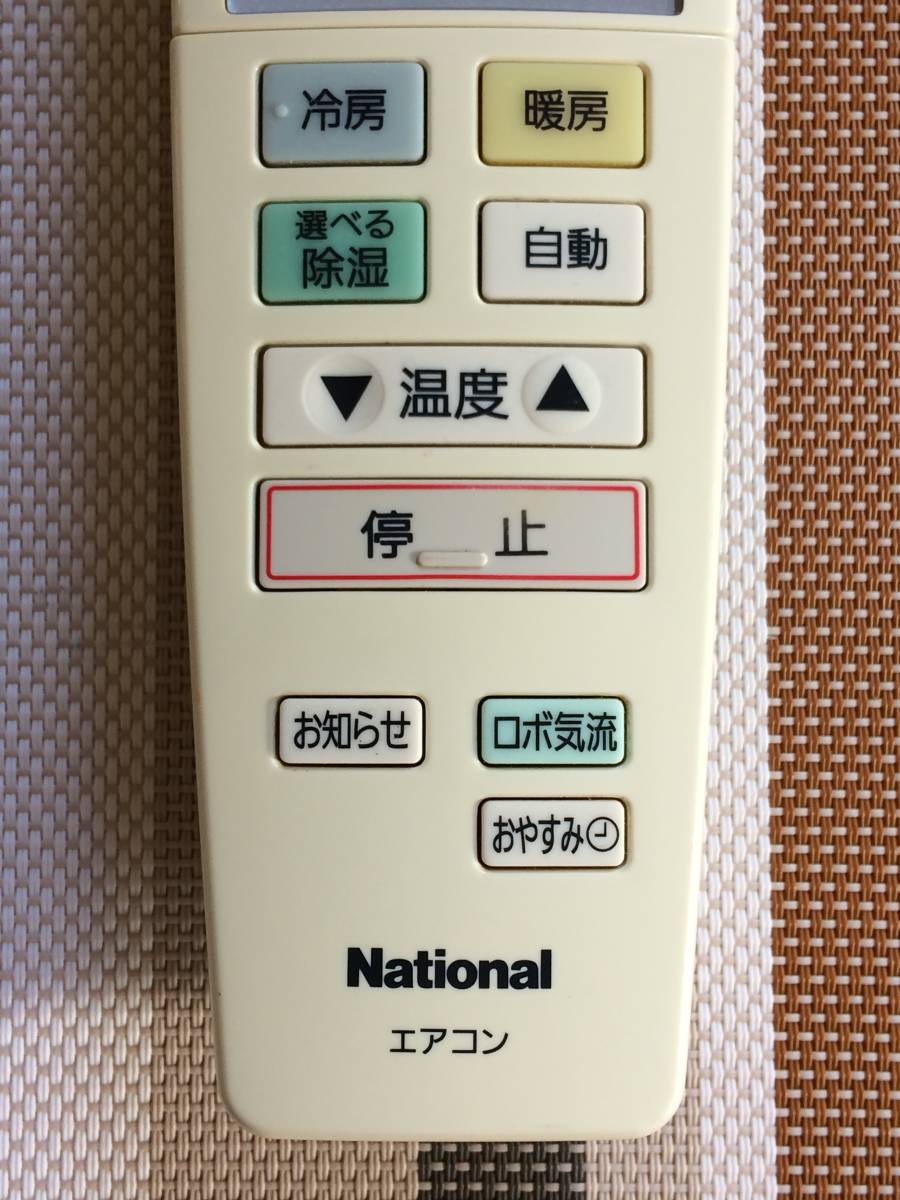 冷房
暖房
選べる
除湿
自動
▼ 温度 ▲
停 止
お知らせ
ロボ気流
おやすみ
National
エアコン